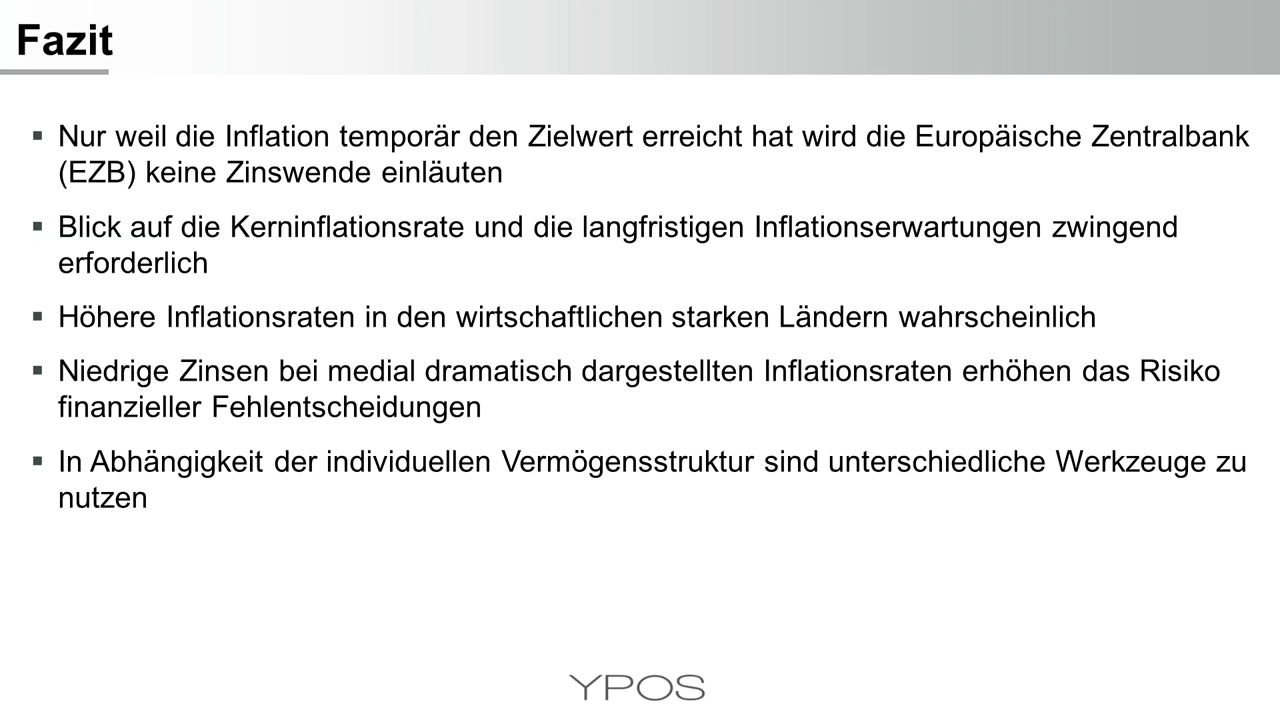 Fazit
▪ Nur weil die Inflation temporär den Zielwert erreicht hat wird die Europäische Zentralbank
(EZB) keine Zinswende einläuten
▪ Blick auf die Kerninflationsrate und die langfristigen Inflationserwartungen zwingend
erforderlich
▪ Höhere Inflationsraten in den wirtschaftlichen starken Ländern wahrscheinlich
▪ Niedrige Zinsen bei medial dramatisch dargestellten Inflationsraten erhöhen das Risiko
finanzieller Fehlentscheidungen
▪ In Abhängigkeit der individuellen Vermögensstruktur sind unterschiedliche Werkzeuge zu
nutzen
YPOS